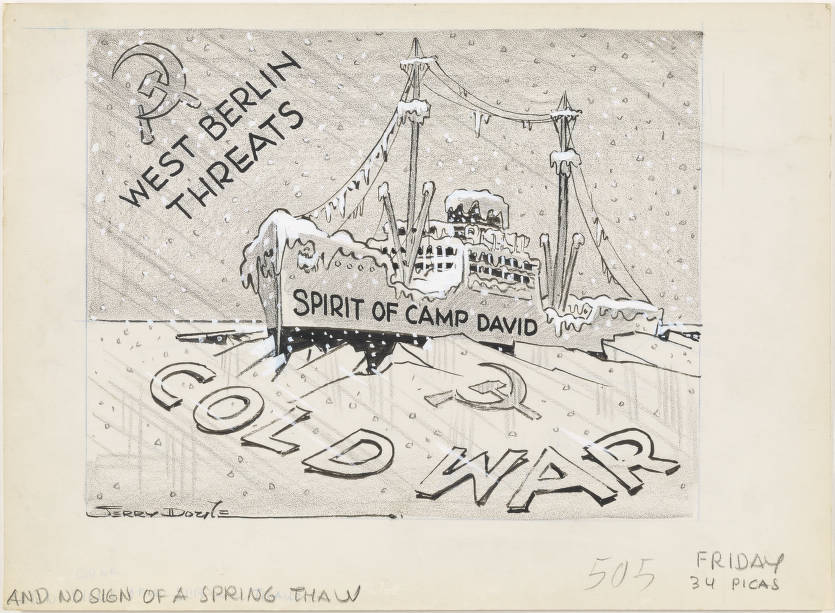 WEST BERLIN
THREATS
SPIRIT OF CAMP DAVID
COLD WAR
JERRY DOYLE
AND NO SIGN OF A SPRING THAW
505
FRIDAY
34 PICAS